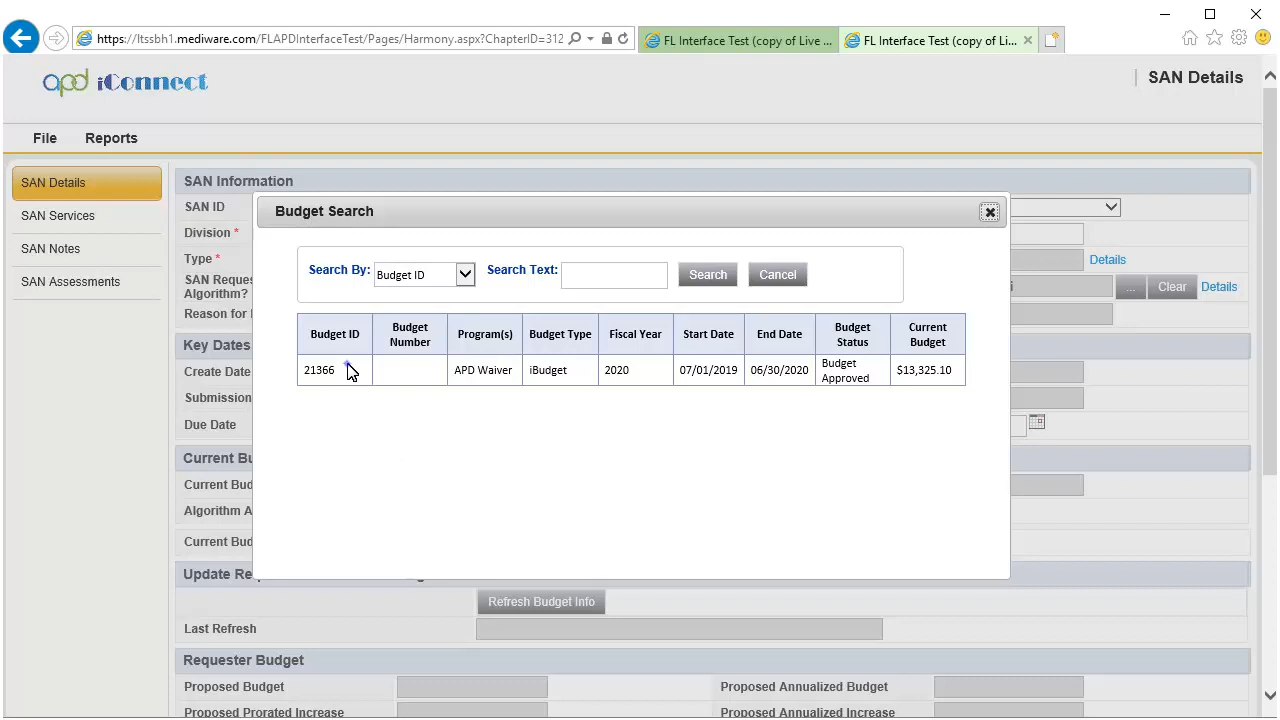 https://ltssbh1.mediware.com/FLAPDInterfaceTest/Pages/Harmony.aspx?ChapterID=312
FL Interface Test (copy of Live ...
FL Interface Test (copy of Li...
apd iConnect
SAN Details
File
Reports
SAN Details
SAN Services
SAN Notes
SAN Assessments
SAN Information
SAN ID
Division *
Type *
Details
SAN Reques
Algorithm?
i
...
Clear
Details
Reason for
Key Dates
Create Date
Submission
Due Date
Current Bu
Current Bud
Algorithm A
Current Bud
Budget Search
Search By:
Budget ID
Search Text:
Search
Cancel
Budget ID
Budget Number
Program(s)
Budget Type
Fiscal Year
Start Date
End Date
Budget Status
Current Budget
21366
APD Waiver
iBudget
2020
07/01/2019
06/30/2020
Budget Approved
$13,325.10
Update Re
Refresh Budget Info
Last Refresh
Requester Budget
Proposed Budget
Proposed Annualized Budget
Proposed Prorated Increase
Proposed Annualized Increase